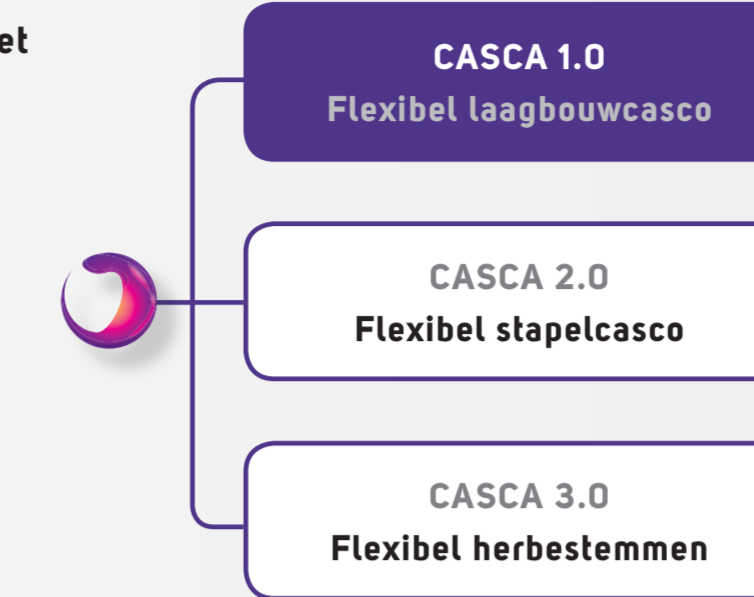 et
CASCA 1.0
Flexibel laagbouwcasco
CASCA 2.0
Flexibel stapelcasco
CASCA 3.0
Flexibel herbestemmen